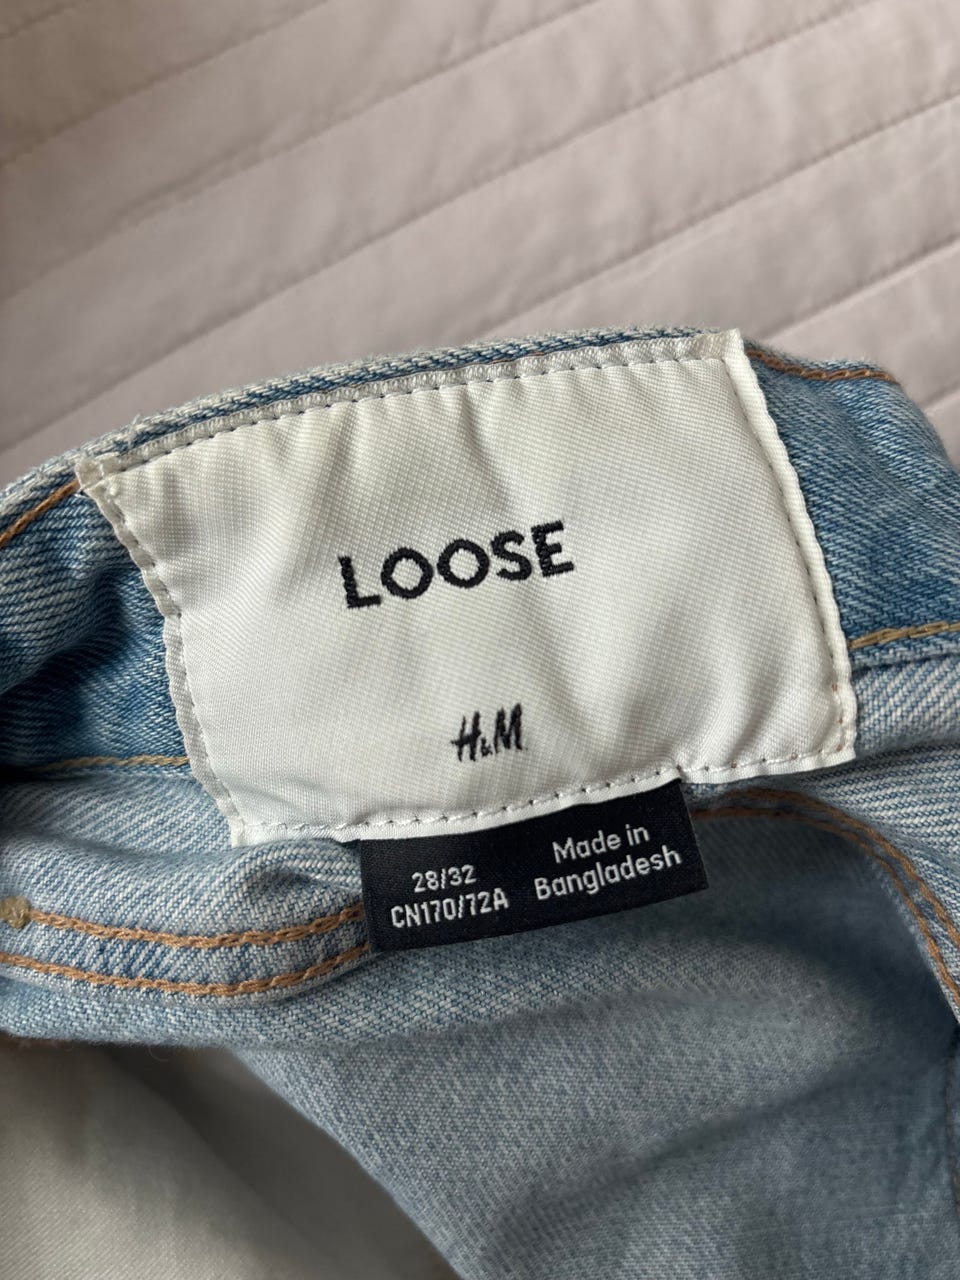 LOOSE
H&M
28/32
CN170/72A
Made in
Bangladesh